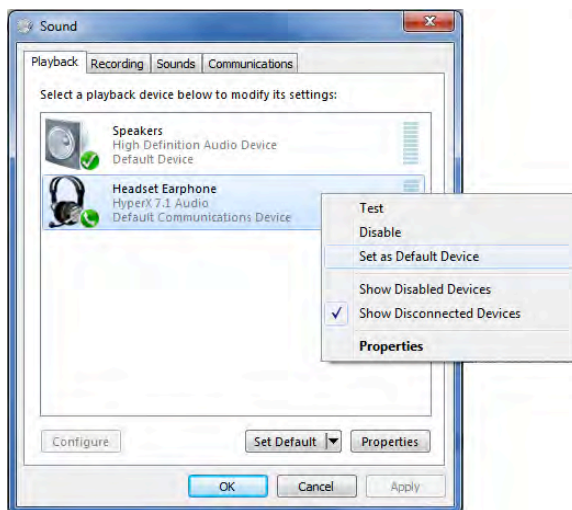 Sound
Playback Recording Sounds Communications
Select a playback device below to modify its settings:
Speakers
High Definition Audio Device
Default Device
Headset Earphone
HyperX 7.1 Audio
Default Communications Device
Test
Disable
Set as Default Device
Show Disabled Devices
Show Disconnected Devices
Properties
Configure Set Default Properties
OK Cancel Apply